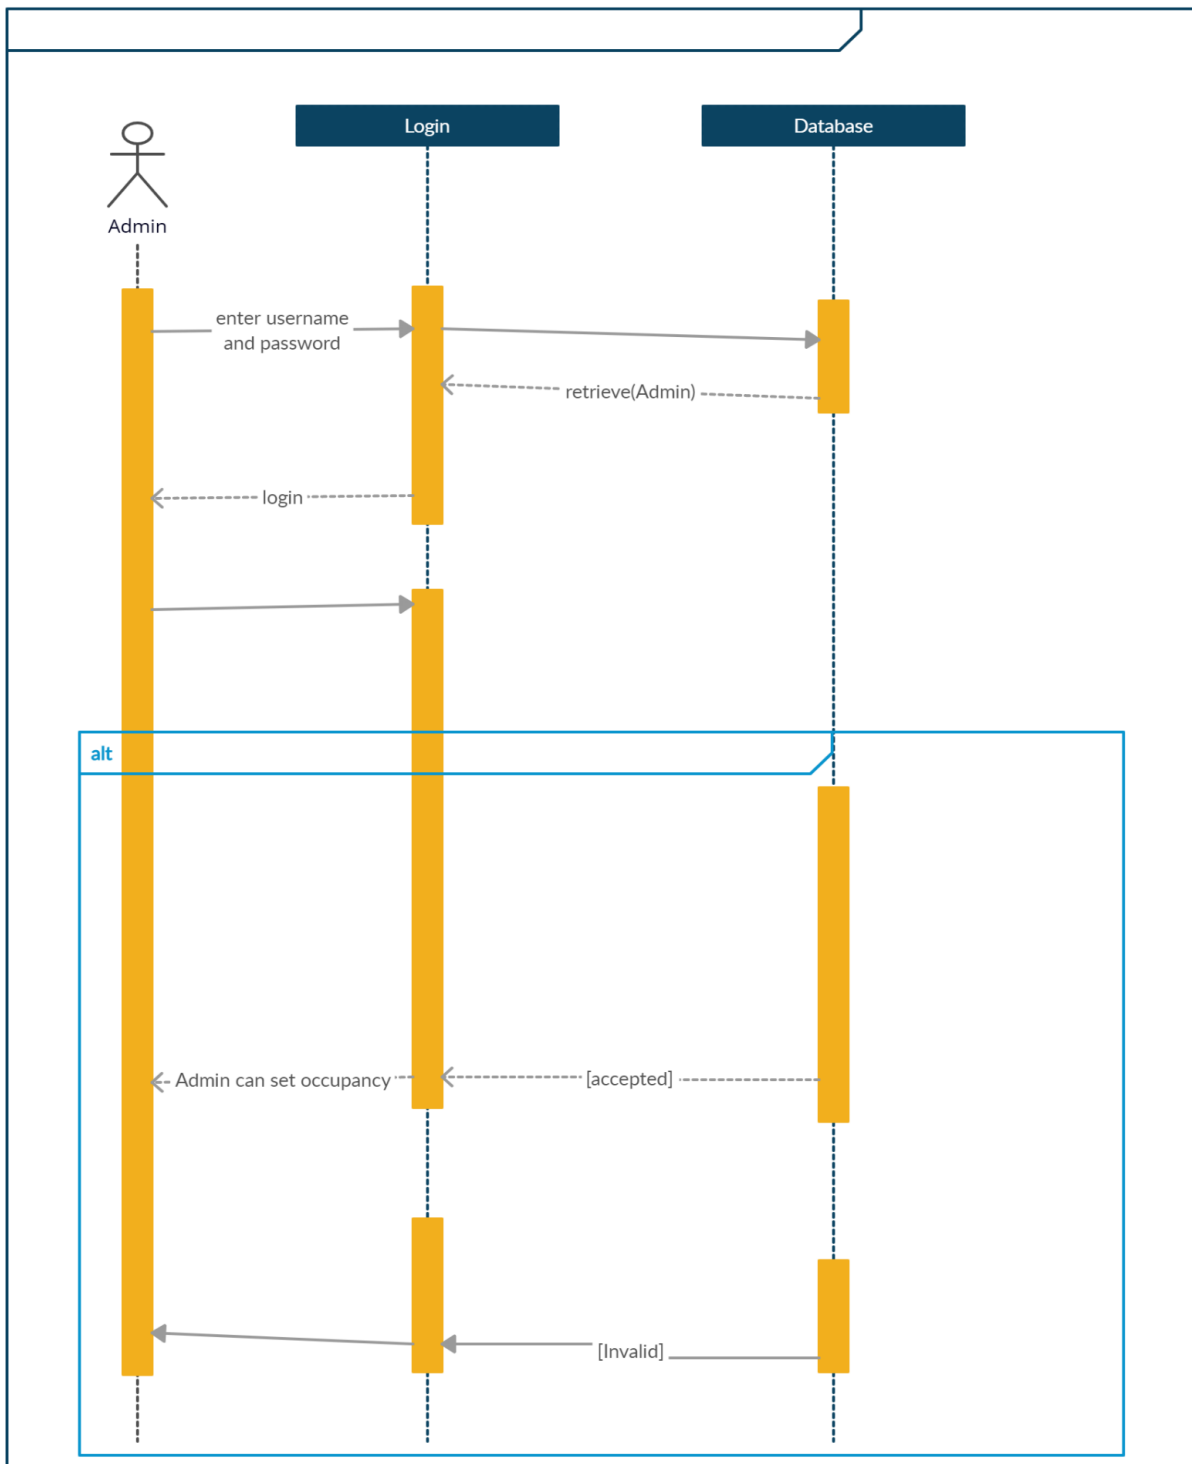 Login
Database
Admin
enter username
and password
retrieve(Admin)
login
alt
Admin can set occupancy
[accepted]
[Invalid]